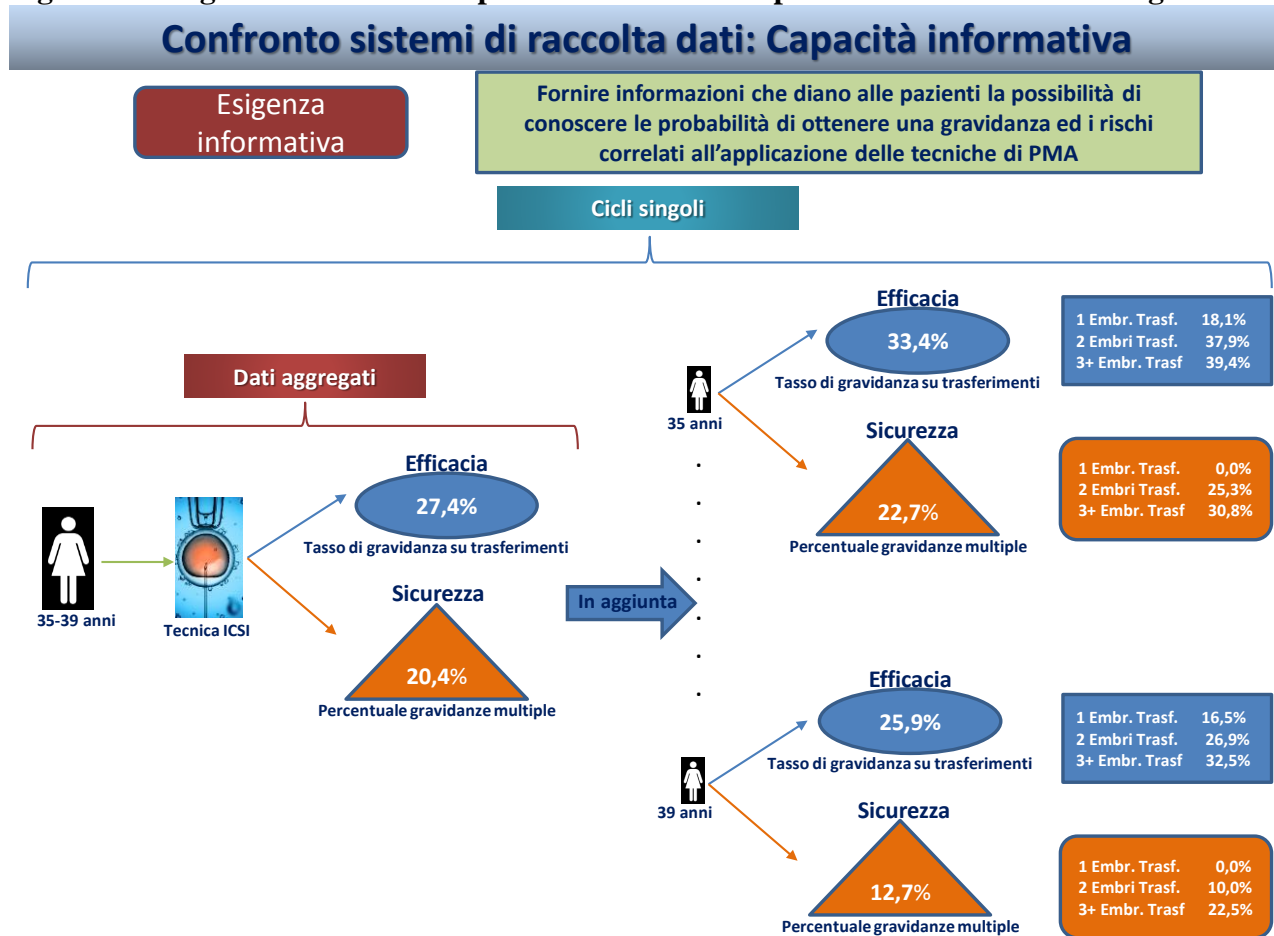 Confronto sistemi di raccolta dati: Capacità informativa
Esigenza
informativa
Fornire informazioni che diano alle pazienti la possibilità di
conoscere le probabilità di ottenere una gravidanza ed i rischi
correlati all'applicazione delle tecniche di PMA
Cicli singoli
Dati aggregati
35-39 anni
Tecnica ICSI
Efficacia
27,4%
Tasso di gravidanza su trasferimenti
Sicurezza
20,4%
Percentuale gravidanze multiple
In aggiunta
35 anni
Efficacia
33,4%
Tasso di gravidanza su trasferimenti
1 Embr. Trasf. 18,1%
2 Embri Trasf. 37,9%
3+ Embr. Trasf 39,4%
Sicurezza
22,7%
Percentuale gravidanze multiple
1 Embr. Trasf. 0,0%
2 Embri Trasf. 25,3%
3+ Embr. Trasf 30,8%
39 anni
Efficacia
25,9%
Tasso di gravidanza su trasferimenti
1 Embr. Trasf. 16,5%
2 Embri Trasf. 26,9%
3+ Embr. Trasf 32,5%
Sicurezza
12,7%
Percentuale gravidanze multiple
1 Embr. Trasf. 0,0%
2 Embri Trasf. 10,0%
3+ Embr. Trasf 22,5%